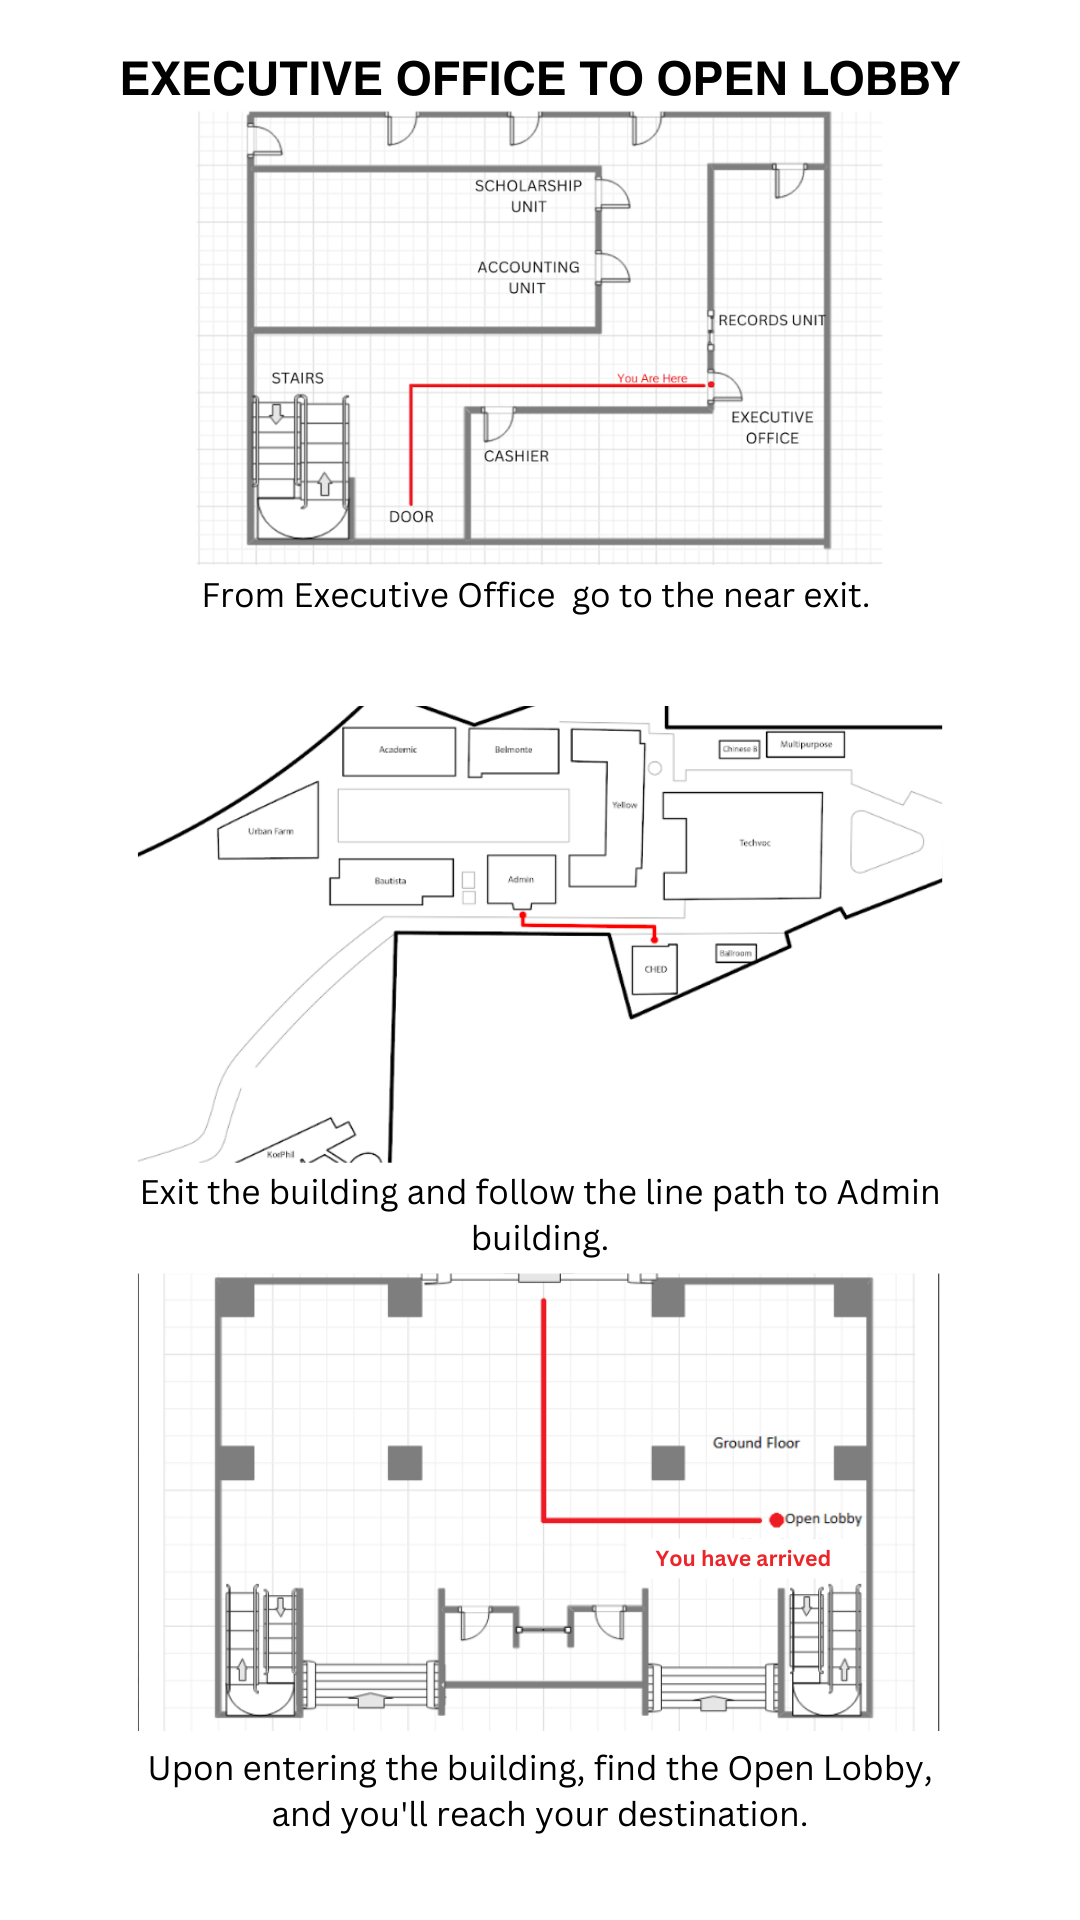 EXECUTIVE OFFICE TO OPEN LOBBY
SCHOLARSHIP
UNIT
ACCOUNTING
UNIT
RECORDS UNIT
STAIRS
You Are Here
EXECUTIVE
OFFICE
CASHIER
DOOR
From Executive Office go to the near exit.
Academic
Belmonte
Chinese B
Multipurpose
Yellow
Urban Farm
Techvoc
Bautista
Admin
Ballroom
CHED
KorPhil
Exit the building and follow the line path to Admin
building.
Ground Floor
Open Lobby
You have arrived
Upon entering the building, find the Open Lobby,
and you'll reach your destination.